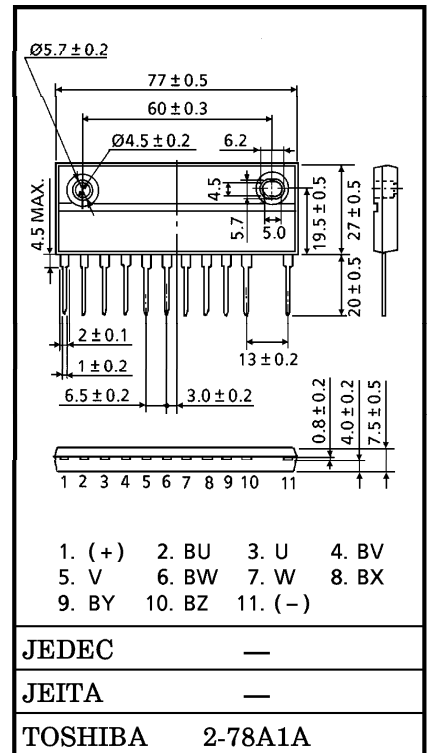 Ø5.7 ± 0.2
77 ± 0.5
60 ± 0.3
Ø4.5 ± 0.2
6.2
4.5
5.7
5.0
4.5 MAX.
19.5 ± 0.5
27 ± 0.5
20 ± 0.5
2 ± 0.1
1 ± 0.2
13 ± 0.2
6.5 ± 0.2
3.0 ± 0.2
0.8 ± 0.2
4.0 ± 0.2
7.5 ± 0.5
1 2 3 4 5 6 7 8 9 10 11
1. (+) 2. BU 3. U 4. BV
5. V 6. BW 7. W 8. BX
9. BY 10. BZ 11. (−)
JEDEC —
JEITA —
TOSHIBA 2-78A1A